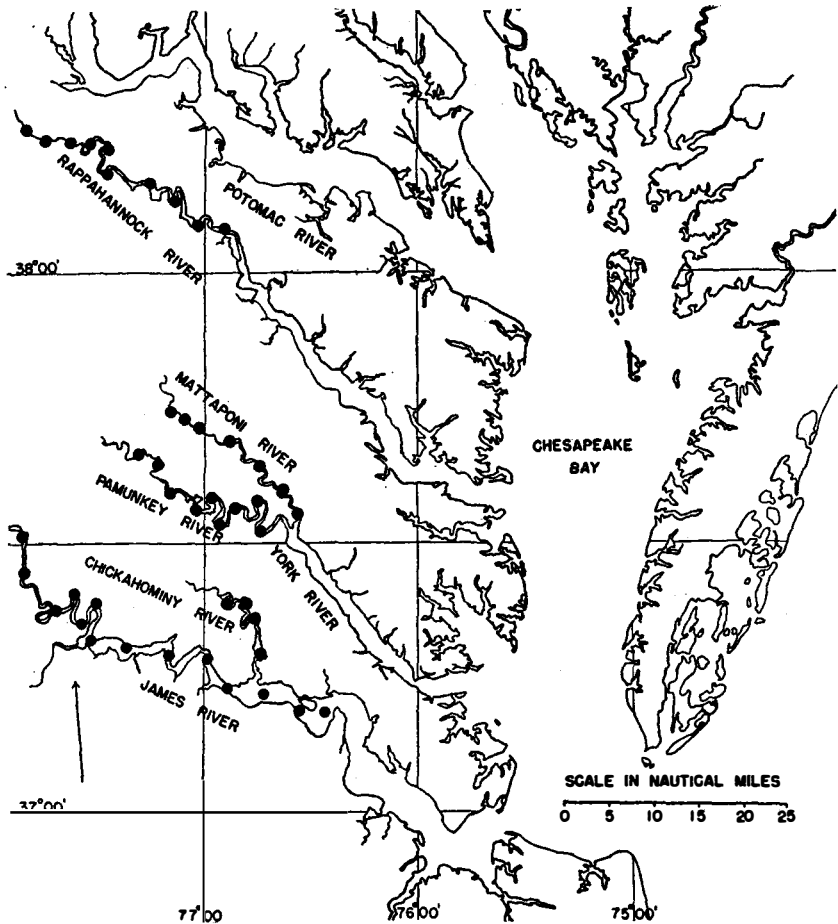 RAPPAHANNOCK RIVER
POTOMAC RIVER
38°00'
MATTAPONI RIVER
CHESAPEAKE
BAY
PAMUNKEY RIVER
YORK RIVER
CHICKAHOMINY RIVER
JAMES RIVER
SCALE IN NAUTICAL MILES
0 5 10 15 20 25
37°00'
77°00
76°00'
75°00'